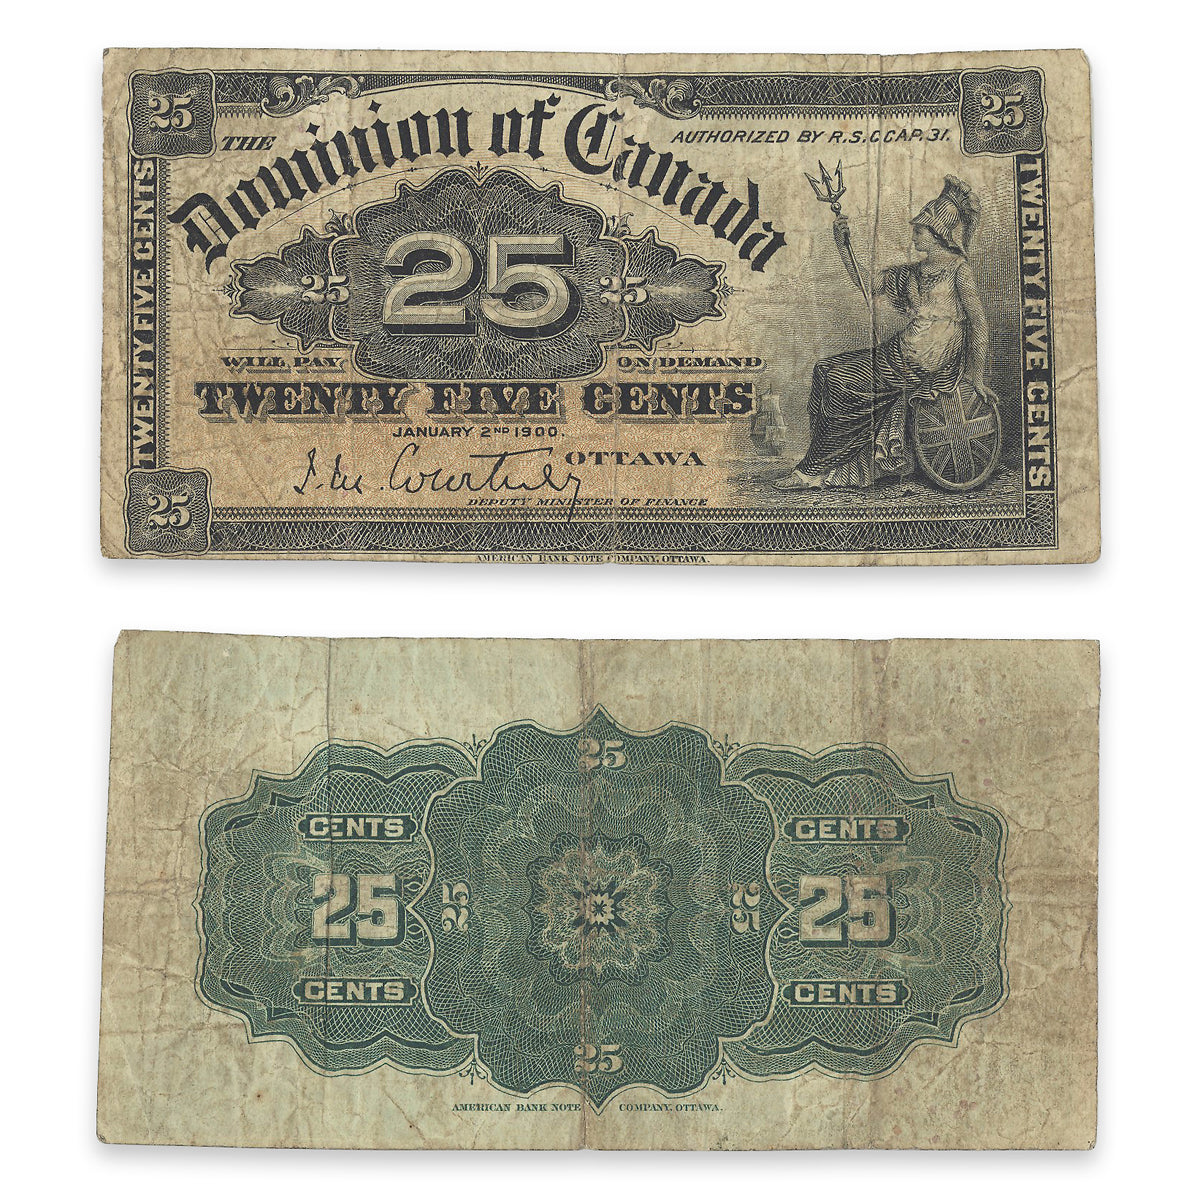 25
25
THE
Dominion of Canada
AUTHORIZED BY R.S.C CAP. 31.
TWENTY FIVE CENTS
25
25
25
TWENTY FIVE CENTS
WILL PAY ON DEMAND
TWENTY FIVE CENTS
JANUARY 2ND 1900.
J. M. Courtney
OTTAWA
DEPUTY MINISTER OF FINANCE
25
AMERICAN BANK NOTE COMPANY, OTTAWA.
25
CENTS
CENTS
25
25
25
25
CENTS
CENTS
25
AMERICAN BANK NOTE COMPANY, OTTAWA.